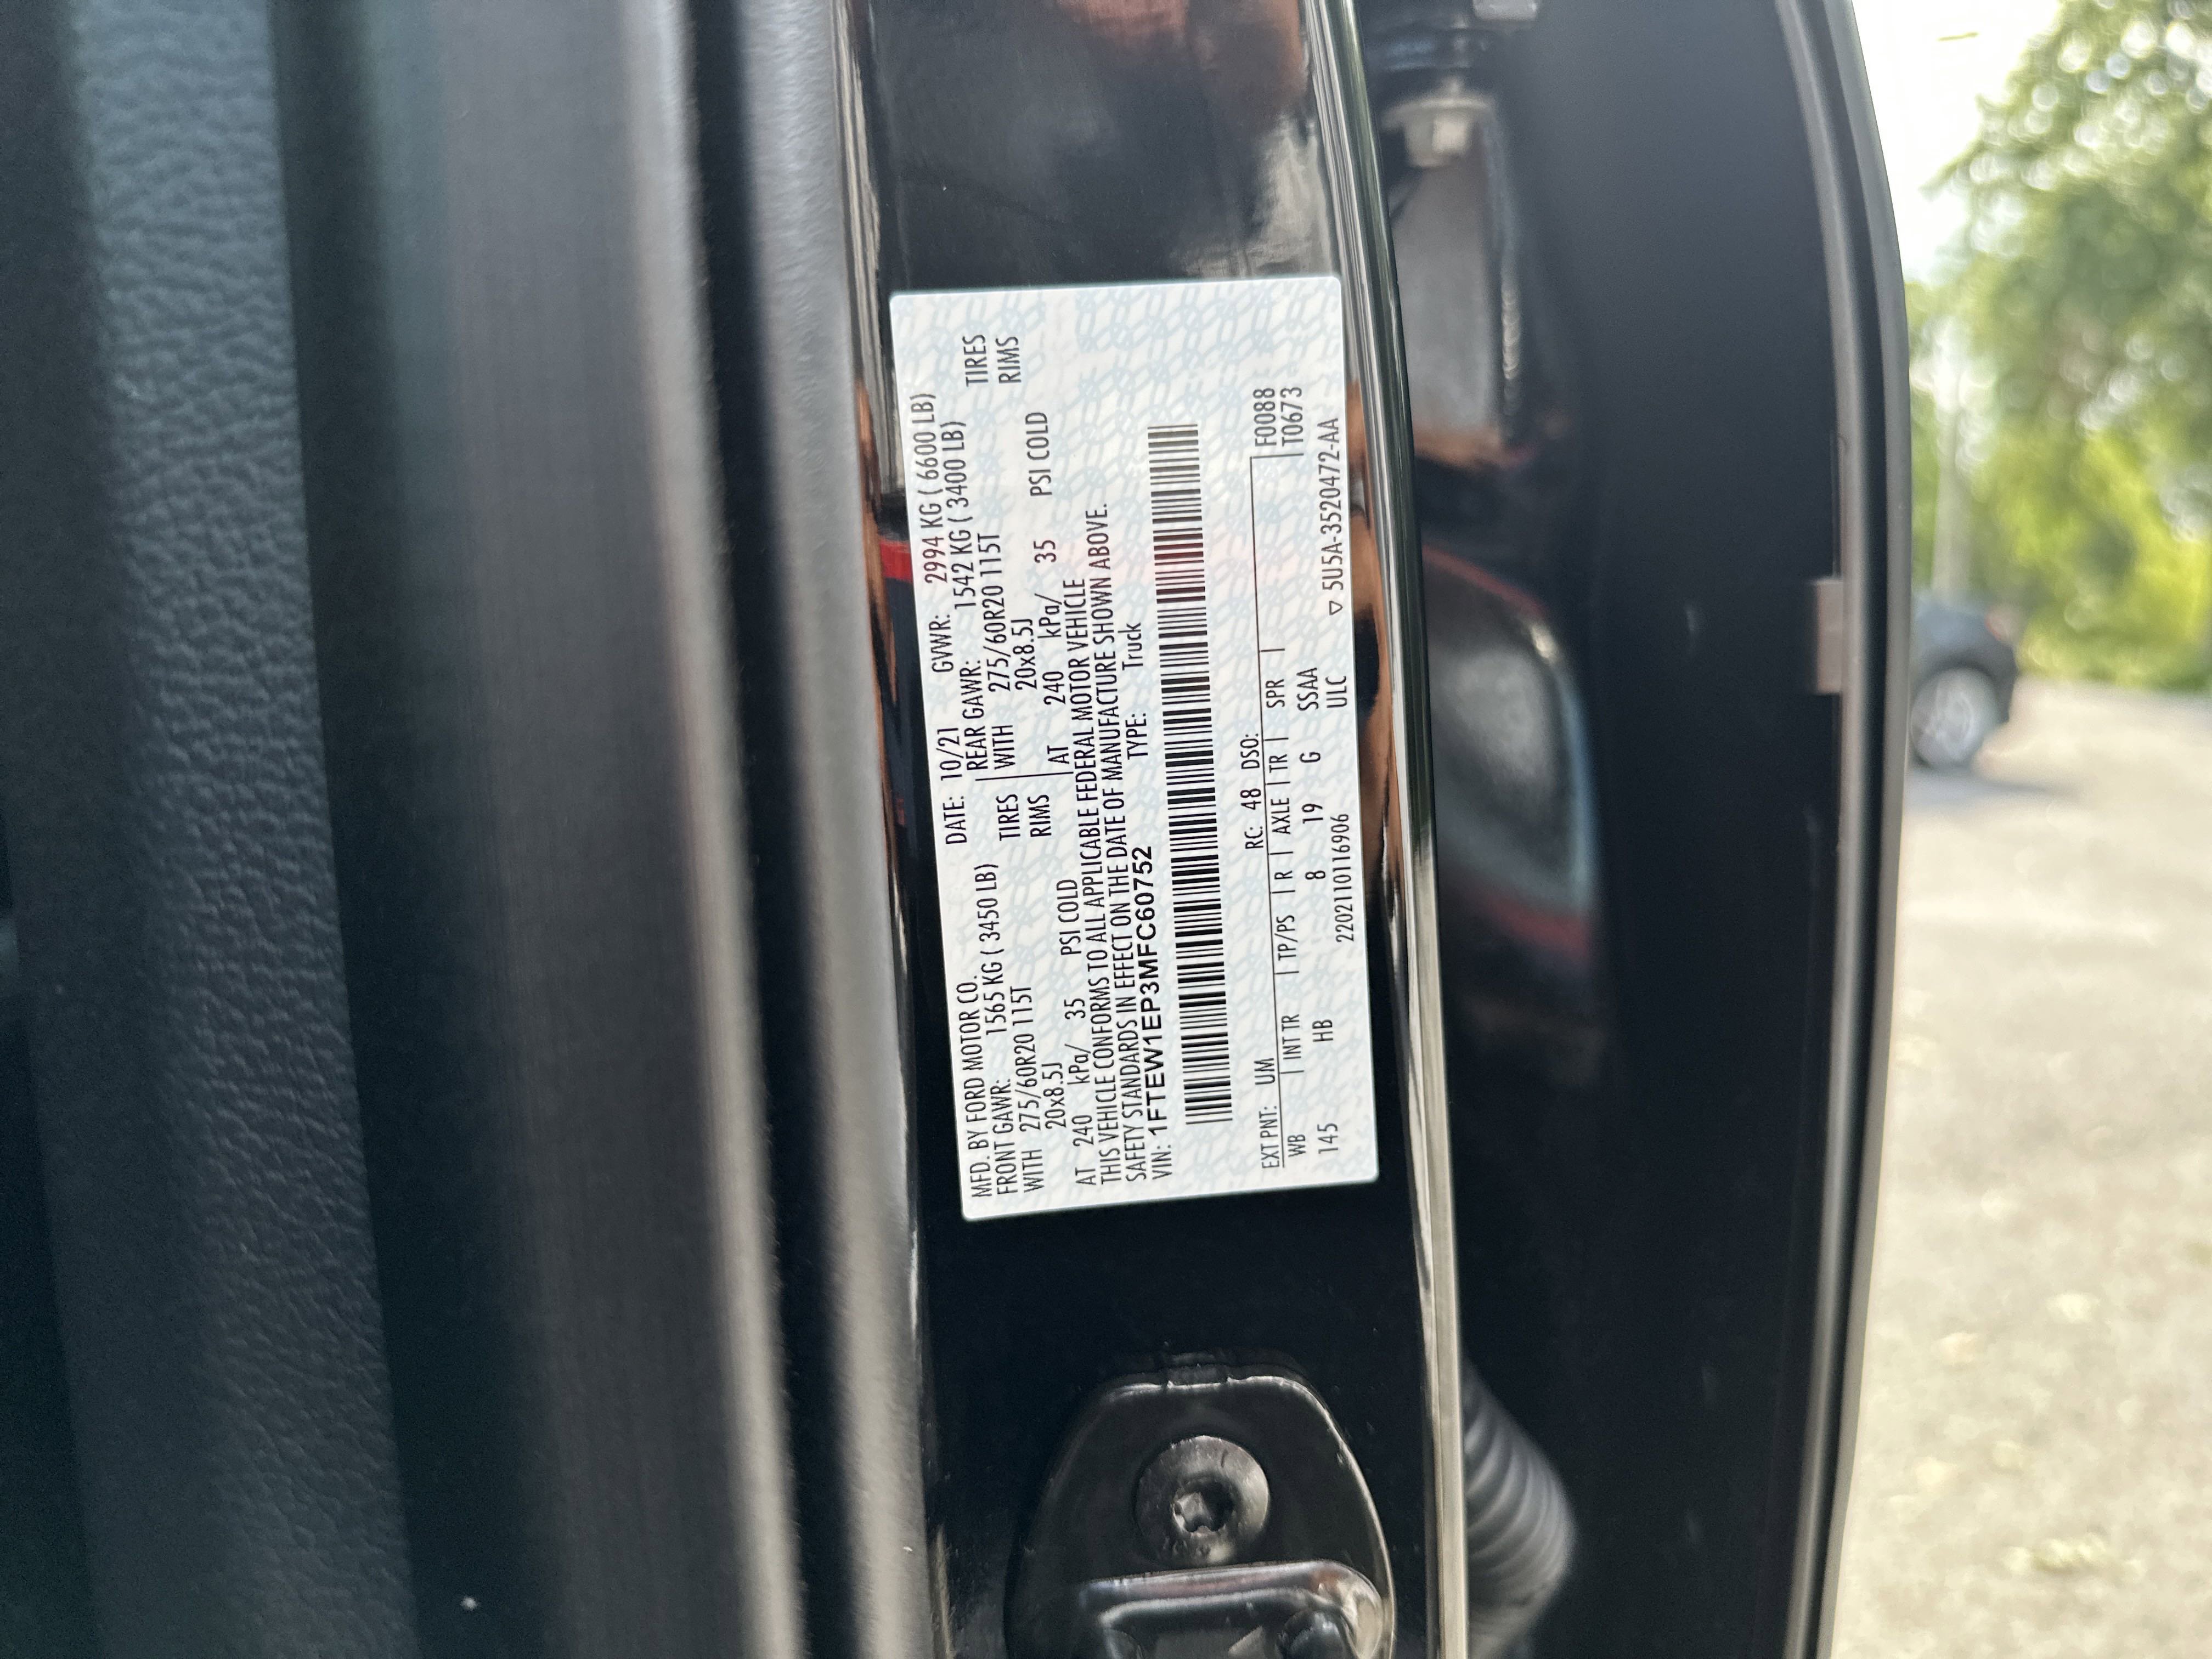 MFD. BY FORD MOTOR CO. DATE: 10/21 GVWR: 2994 KG ( 6600 LB)
FRONT GAWR: 1565 KG ( 3450 LB) REAR GAWR: 1542 KG ( 3400 LB)
WITH 275/60R20 115T TIRES WITH 275/60R20 115T TIRES
20x8.5J RIMS 20x8.5J RIMS
AT 240 kPa/ 35 PSI COLD AT 240 kPa/ 35 PSI COLD
THIS VEHICLE CONFORMS TO ALL APPLICABLE FEDERAL MOTOR VEHICLE
SAFETY STANDARDS IN EFFECT ON THE DATE OF MANUFACTURE SHOWN ABOVE.
VIN: 1FTEW1EP3MFC60752 TYPE: Truck
EXT PNT: UM RC: 48 DSO: F0088
WB INT TR TP/PS R AXLE TR SPR T0673
145 HB 8 19 G SSAA
2202110116906 ULC ▽ 5U5A-3520472-AA